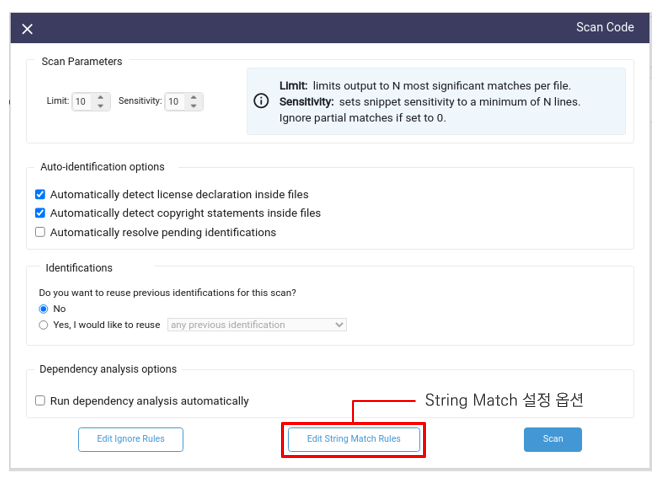 Scan Code
Scan Parameters
Limit: 10 Sensitivity: 10
Limit: limits output to N most significant matches per file.
Sensitivity: sets snippet sensitivity to a minimum of N lines.
Ignore partial matches if set to 0.
Auto-identification options
Automatically detect license declaration inside files
Automatically detect copyright statements inside files
Automatically resolve pending identifications
Identifications
Do you want to reuse previous identifications for this scan?
No
Yes, I would like to reuse any previous identification
Dependency analysis options
Run dependency analysis automatically
String Match 설정 옵션
Edit Ignore Rules
Edit String Match Rules
Scan